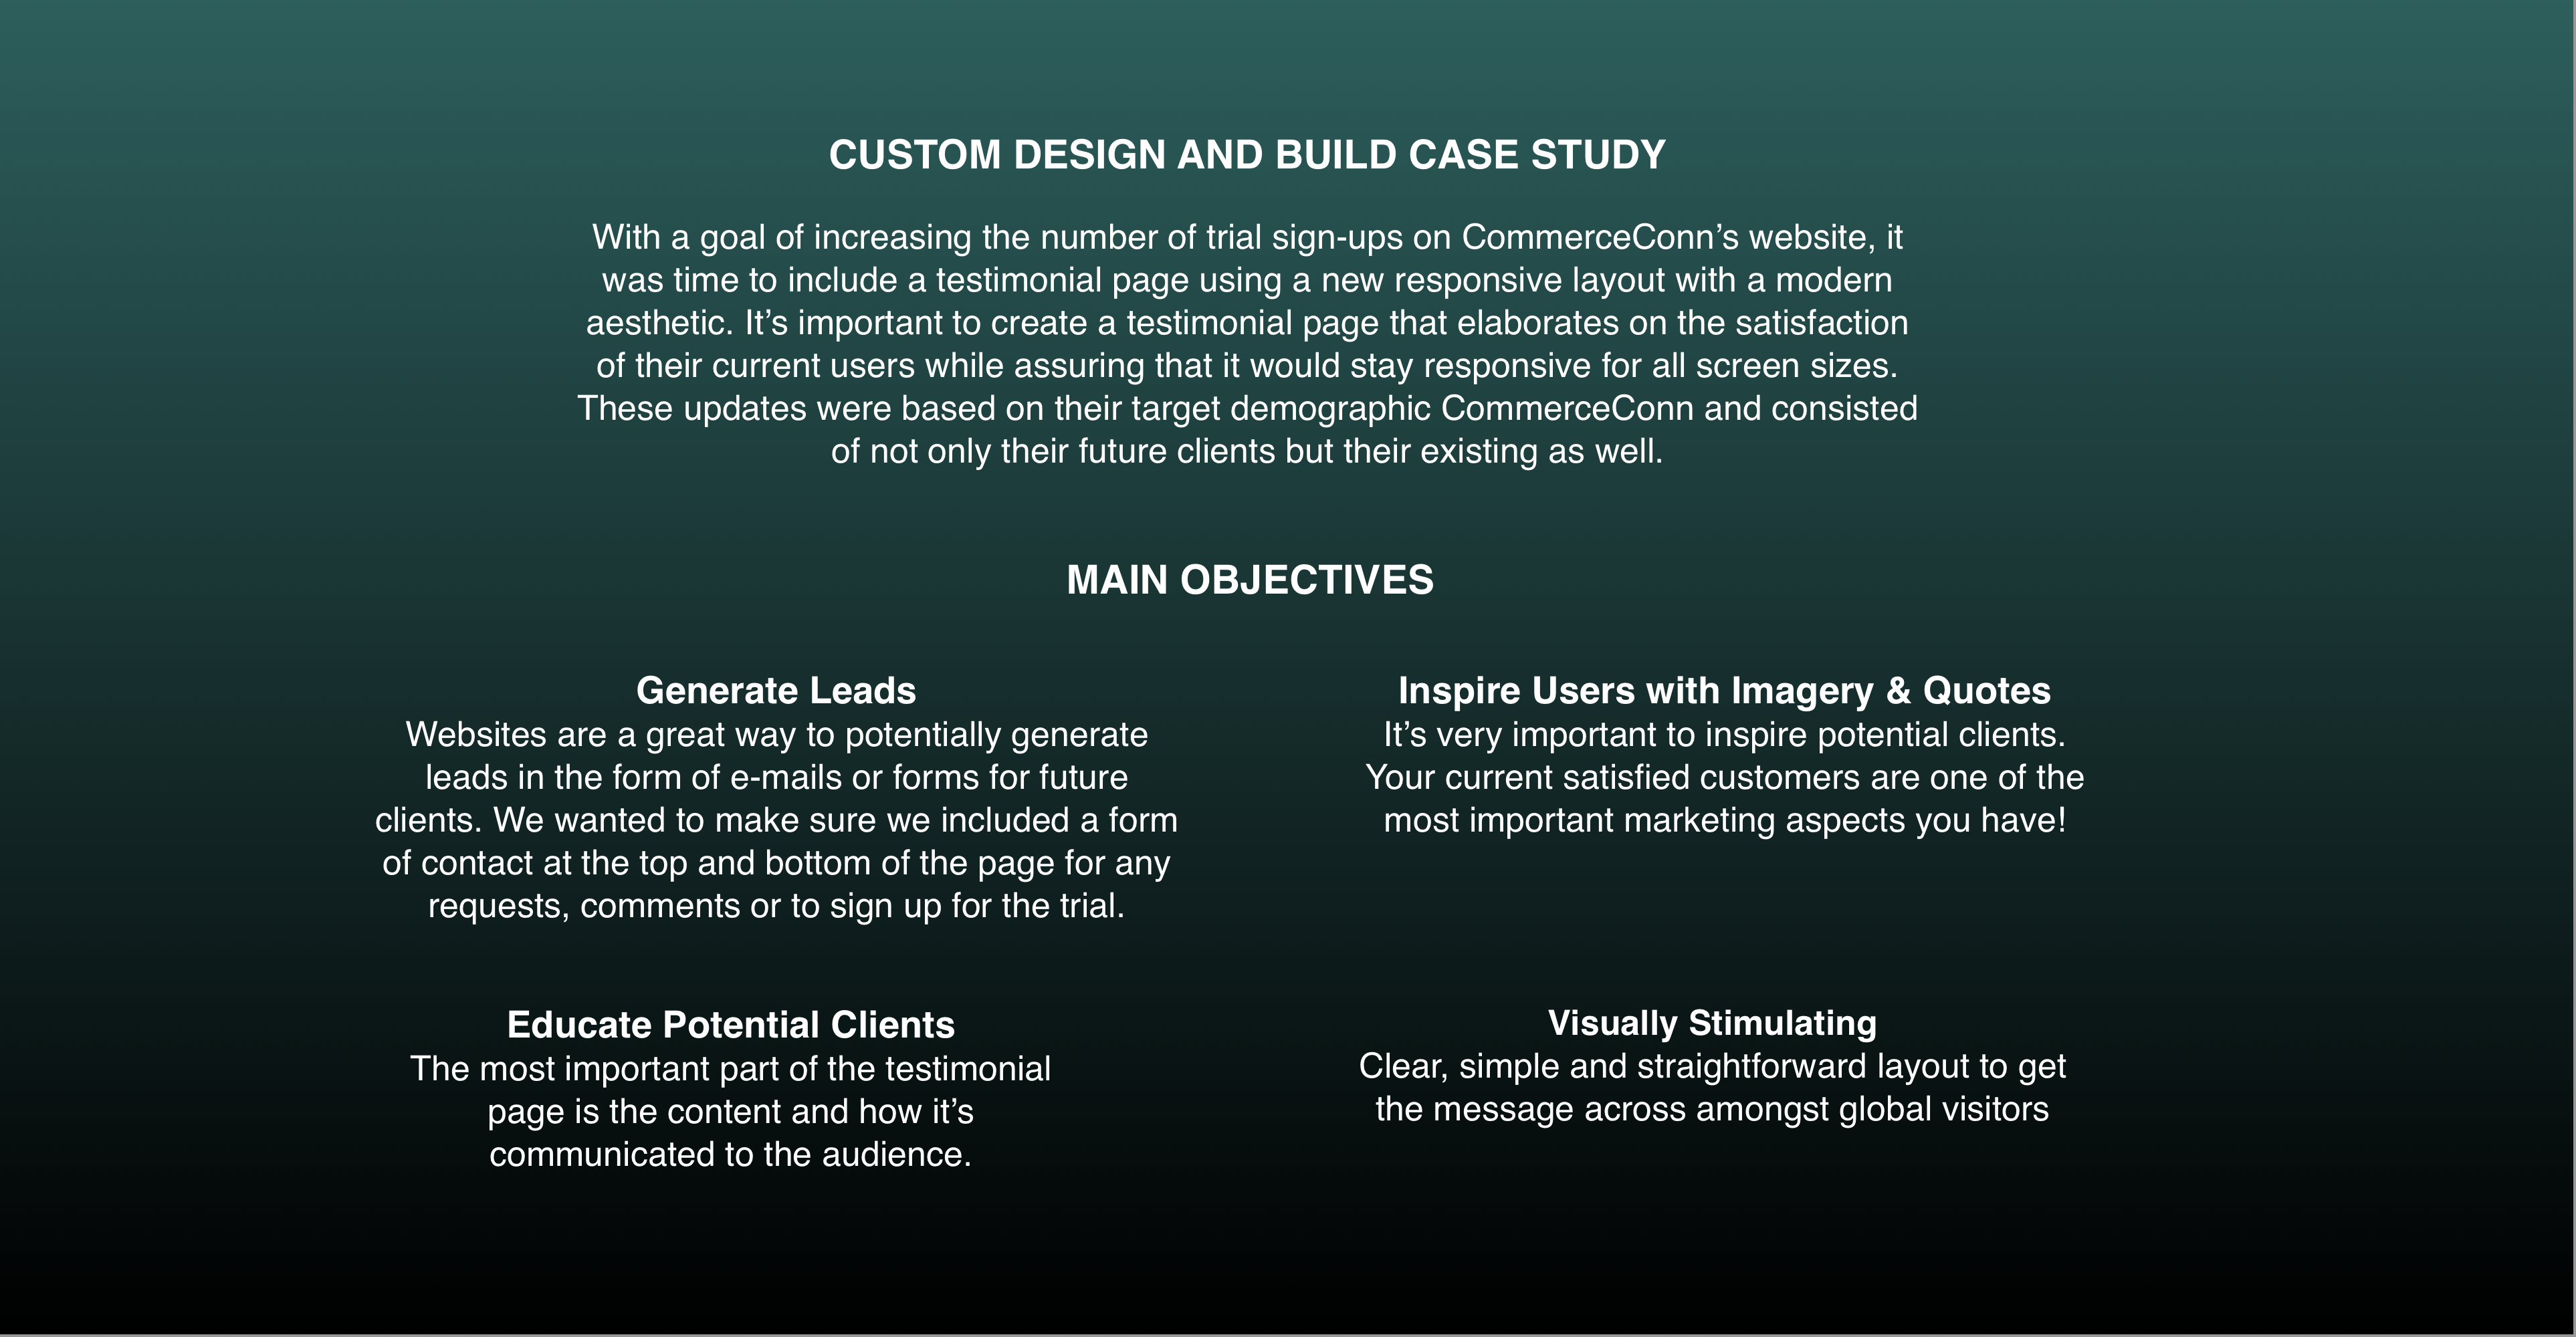 CUSTOM DESIGN AND BUILD CASE STUDY
With a goal of increasing the number of trial sign-ups on CommerceConn’s website, it
was time to include a testimonial page using a new responsive layout with a modern
aesthetic. It’s important to create a testimonial page that elaborates on the satisfaction
of their current users while assuring that it would stay responsive for all screen sizes.
These updates were based on their target demographic CommerceConn and consisted
of not only their future clients but their existing as well.
MAIN OBJECTIVES
Generate Leads
Websites are a great way to potentially generate
leads in the form of e-mails or forms for future
clients. We wanted to make sure we included a form
of contact at the top and bottom of the page for any
requests, comments or to sign up for the trial.
Inspire Users with Imagery & Quotes
It’s very important to inspire potential clients.
Your current satisfied customers are one of the
most important marketing aspects you have!
Educate Potential Clients
The most important part of the testimonial
page is the content and how it’s
communicated to the audience.
Visually Stimulating
Clear, simple and straightforward layout to get
the message across amongst global visitors